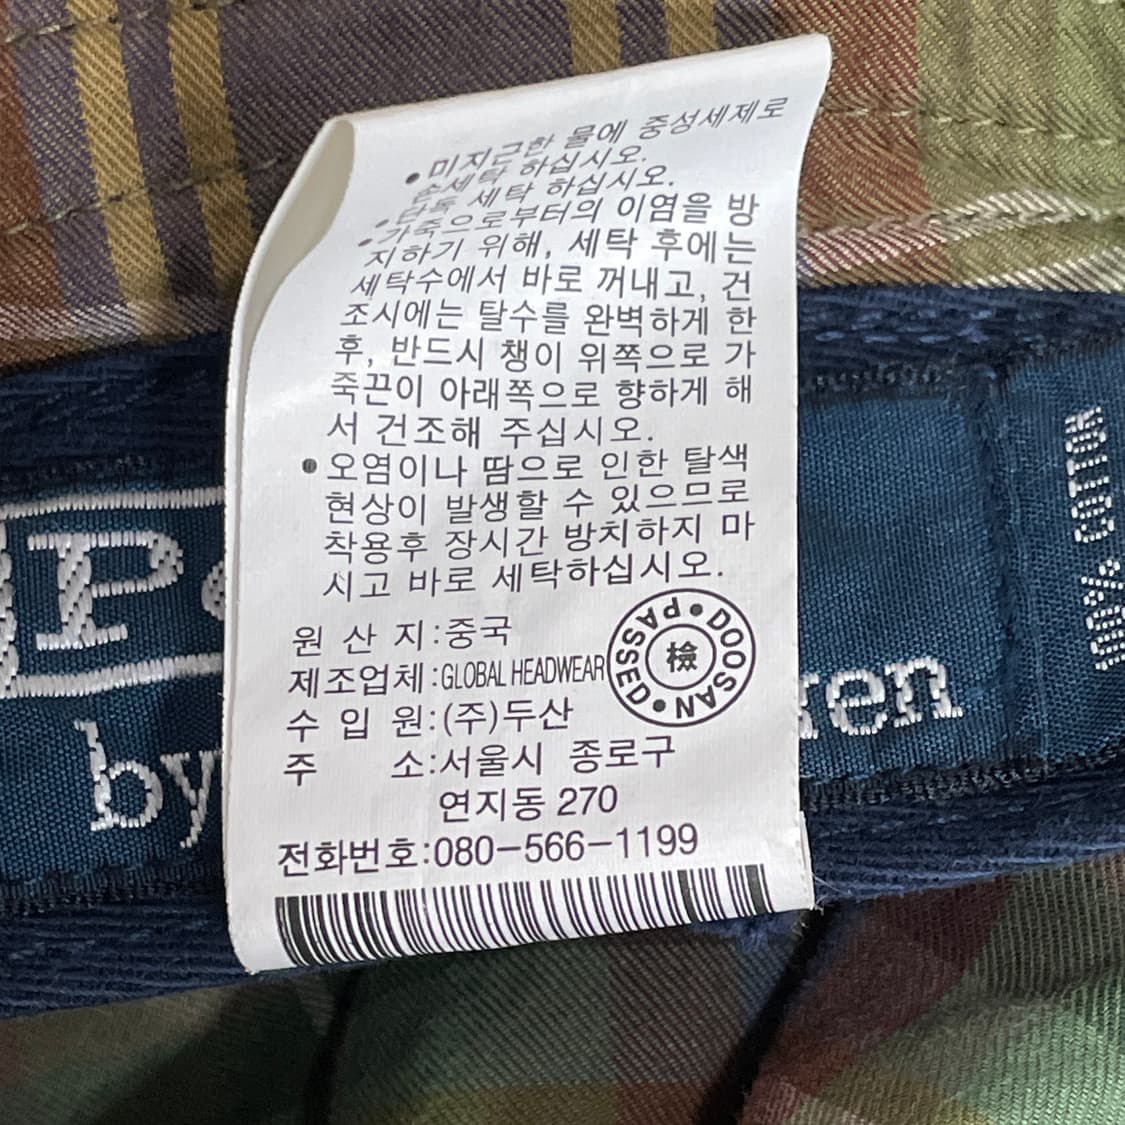 • 미지근한 물에 중성세제로
손세탁 하십시오.
• 단독 세탁 하십시오.
• 가죽으로부터의 이염을 방
지하기 위해, 세탁 후에는
세탁수에서 바로 꺼내고, 건
조시에는 탈수를 완벽하게 한
후, 반드시 챙이 위쪽으로 가
죽끈이 아래쪽으로 향하게 해
서 건조해 주십시오.
• 오염이나 땀으로 인한 탈색
현상이 발생할 수 있으므로
착용후 장시간 방치하지 마
시고 바로 세탁하십시오.
원 산 지:중국
제조업체:GLOBAL HEADWEAR
수 입 원:(주)두산
주 소:서울시 종로구
연지동 270
전화번호:080-566-1199
DOOSAN • PASSED •
檢
P
by
en
100% COTTON